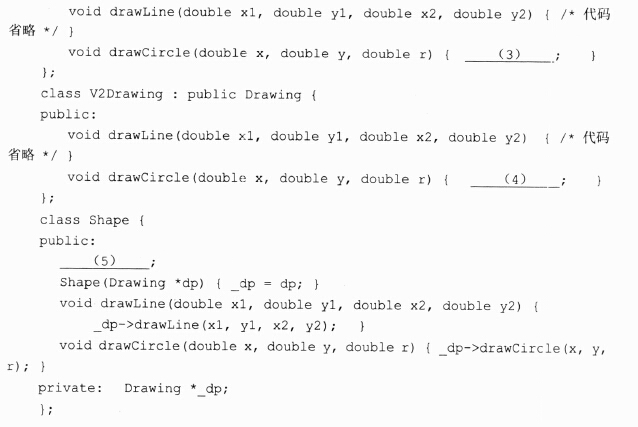 void drawLine(double x1, double y1, double x2, double y2) { /* 代码
省略 */ }
void drawCircle(double x, double y, double r) { (3) ; }
};
class V2Drawing : public Drawing {
public:
void drawLine(double x1, double y1, double x2, double y2) { /* 代码
省略 */ }
void drawCircle(double x, double y, double r) { (4) ; }
};
class Shape {
public:
(5) ;
Shape(Drawing *dp) { _dp = dp; }
void drawLine(double x1, double y1, double x2, double y2) {
_dp->drawLine(x1, y1, x2, y2); }
void drawCircle(double x, double y, double r) { _dp->drawCircle(x, y,
r); }
private: Drawing *_dp;
};